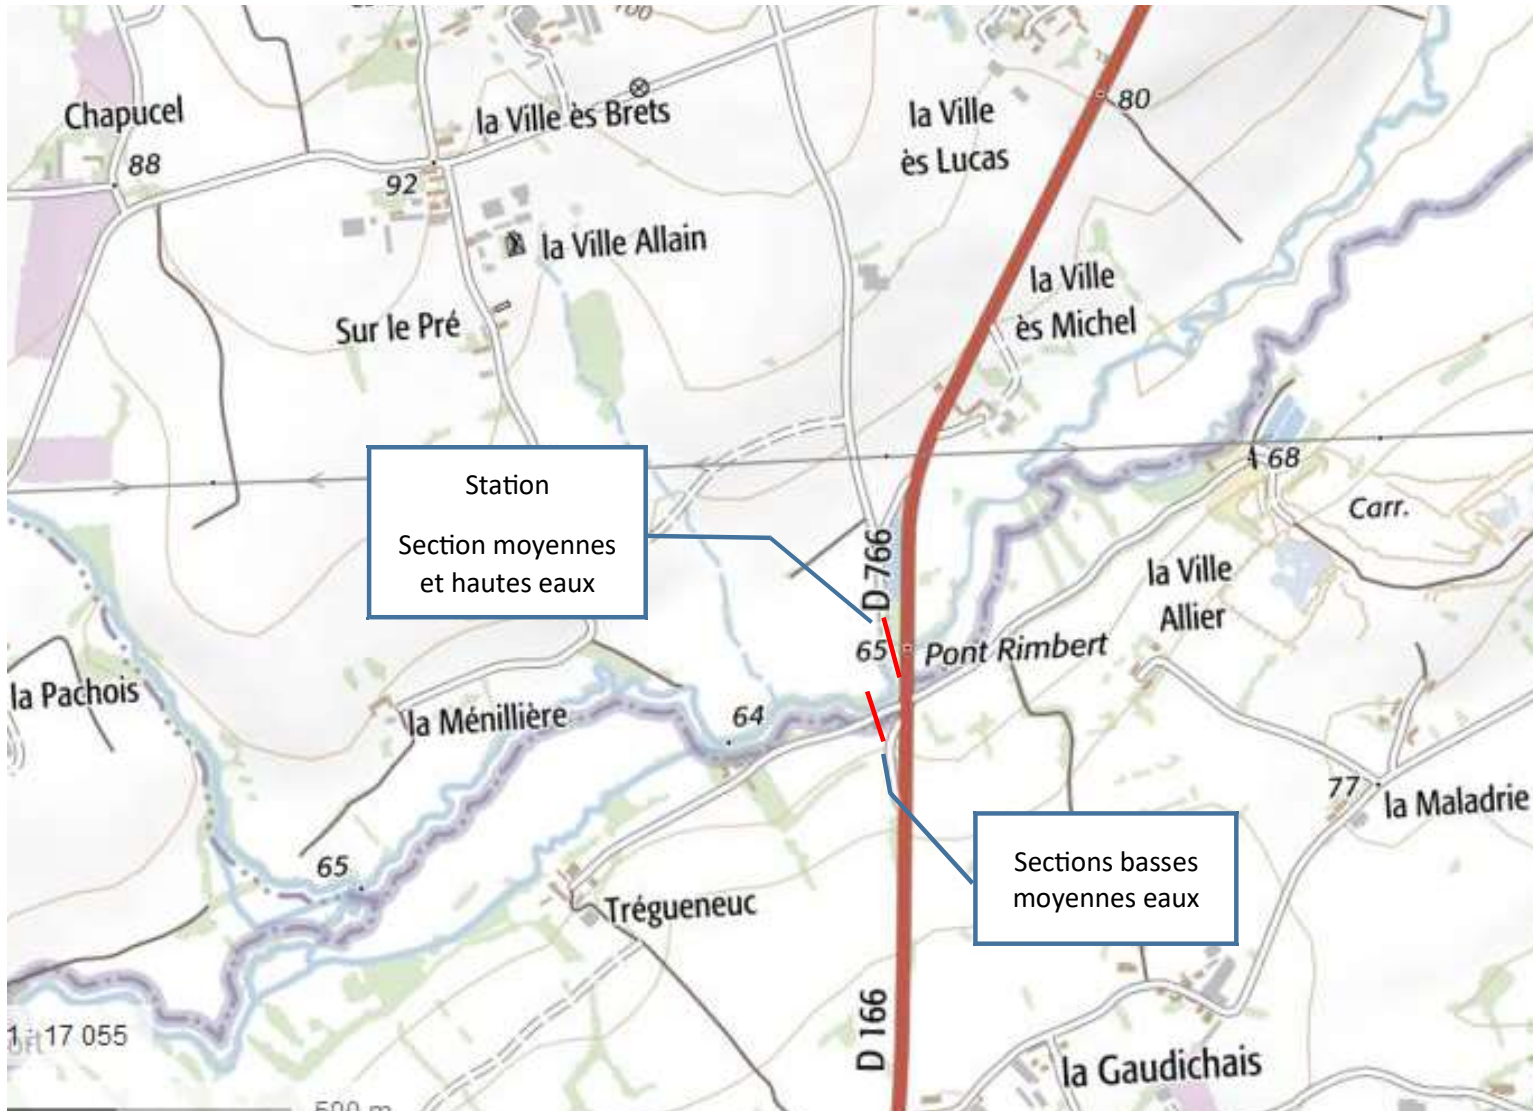 Chapucel
88
la Ville ès Brets
92
la Ville Allain
Sur le Pré
la Ville
ès Lucas
80
la Ville
ès Michel
Station
Section moyennes
et hautes eaux
D 766
68
Carr.
la Ville
Allier
65
Pont Rimbert
la Pachois
la Ménillière
64
77
la Maladrie
65
Trégueneuc
Sections basses
moyennes eaux
D 166
la Gaudichais
1 : 17 055
500 m